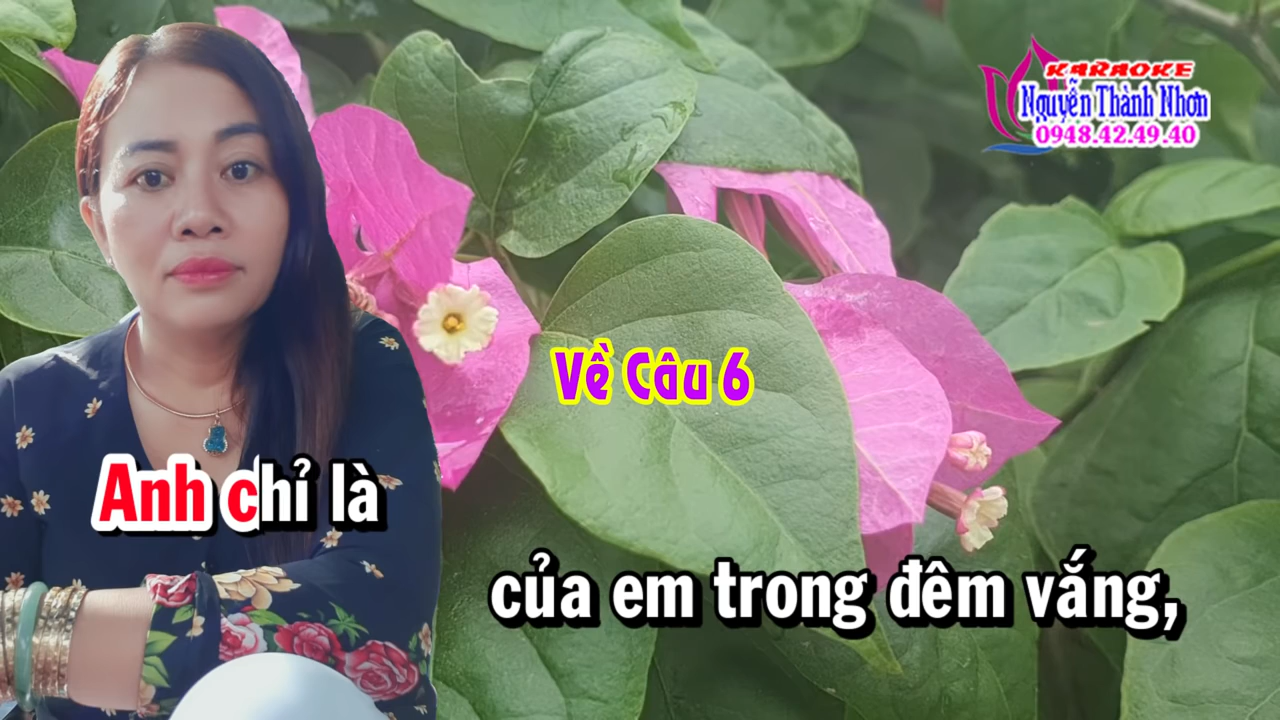 KARAOKE
Nguyễn Thành Nhơn
0948.42.49.40
Về Câu 6
Anh chỉ là
của em trong đêm vắng,